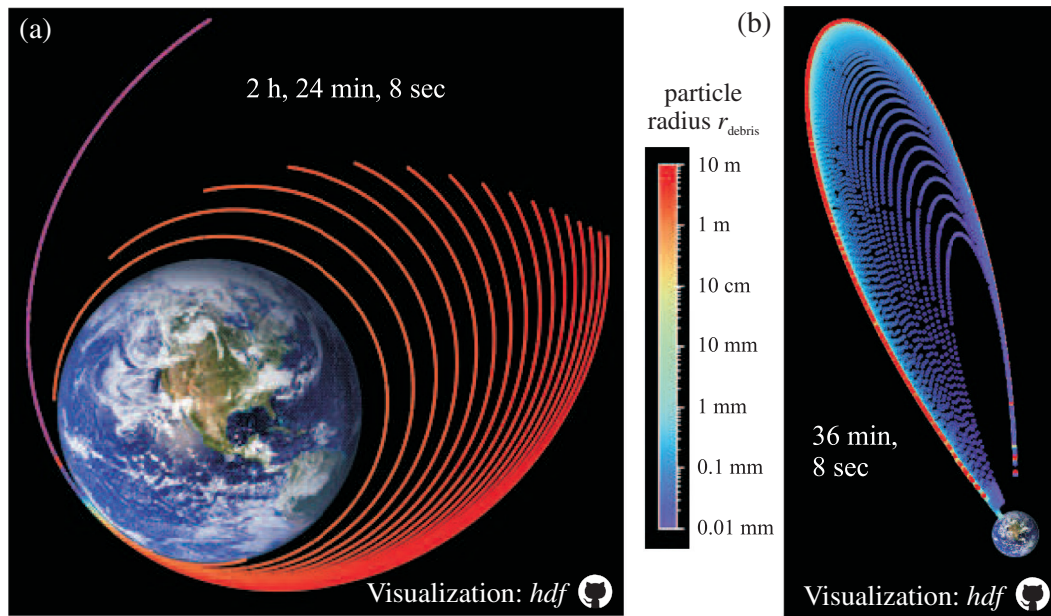 (a)
2 h, 24 min, 8 sec
Visualization: hdf
particle
radius r_debris
10 m
1 m
10 cm
10 mm
1 mm
0.1 mm
0.01 mm
(b)
36 min,
8 sec
Visualization: hdf